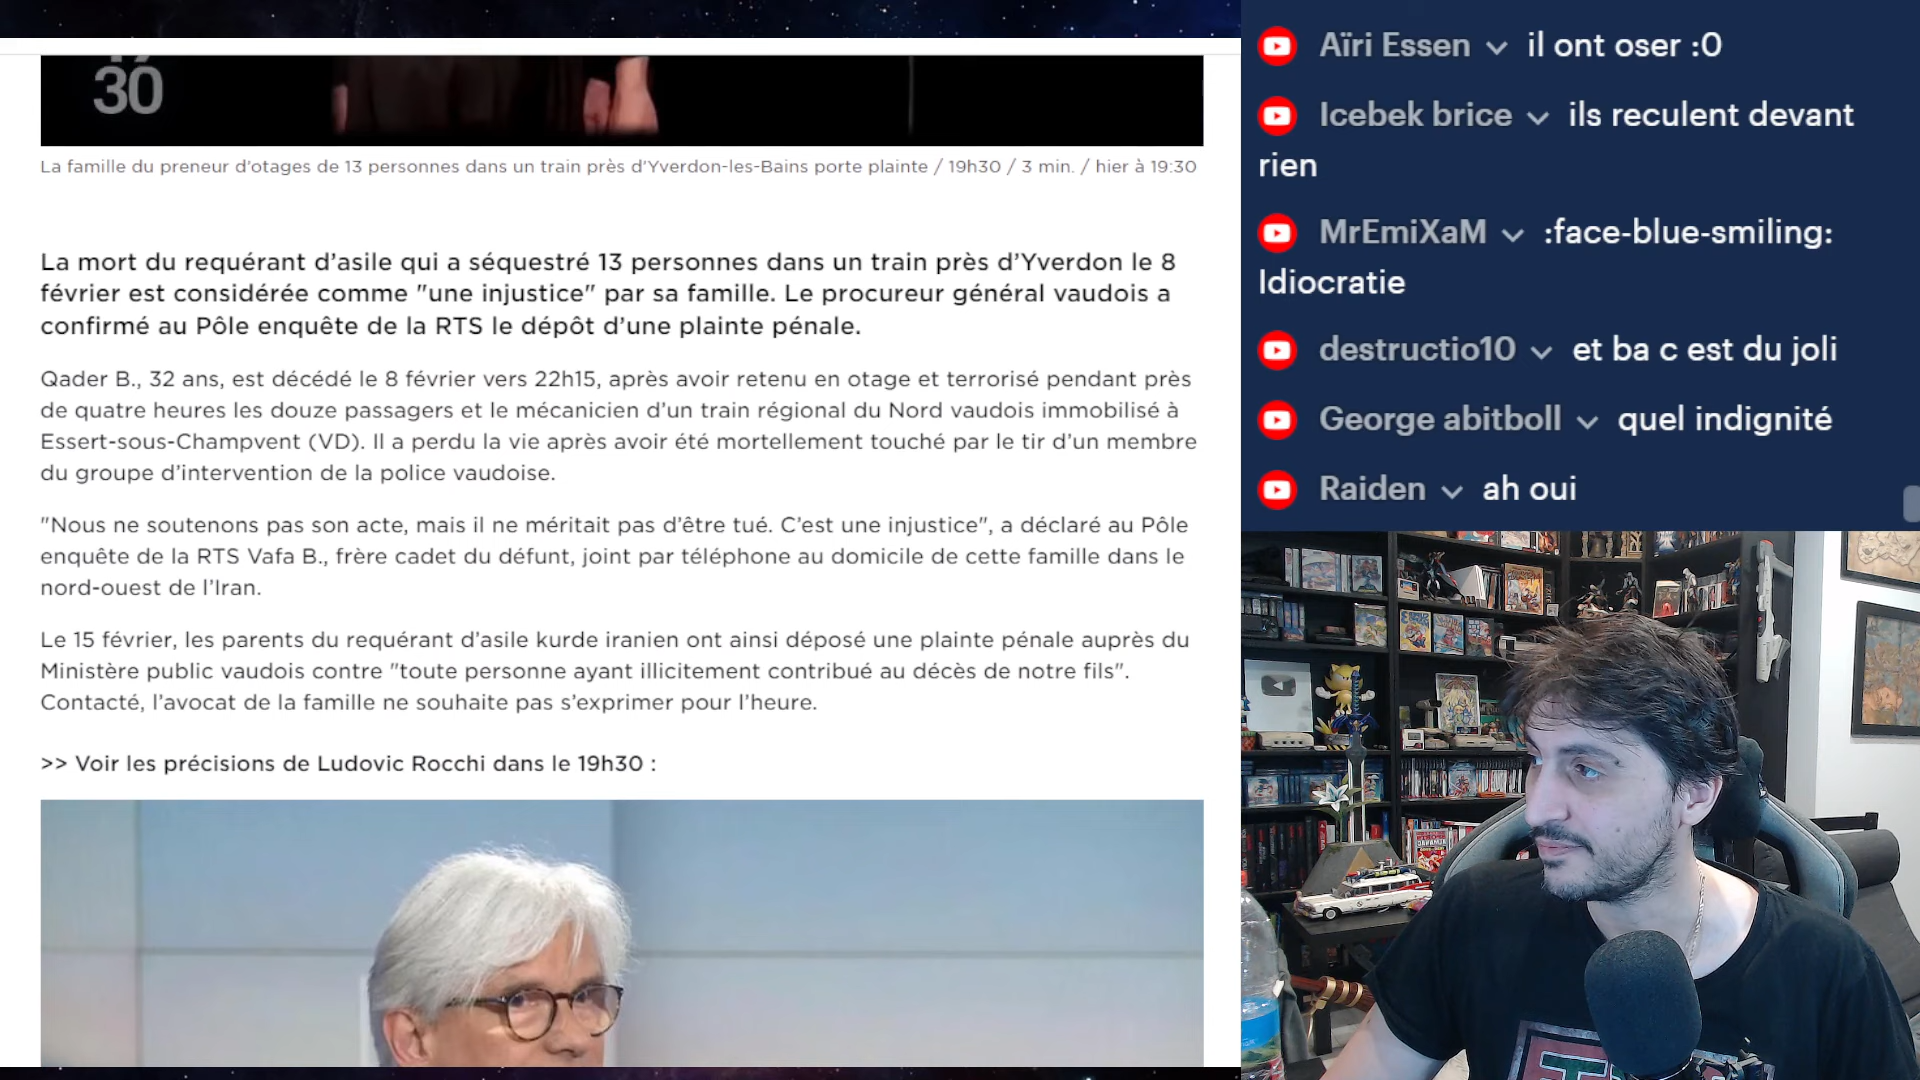 30
La famille du preneur d'otages de 13 personnes dans un train près d'Yverdon-les-Bains porte plainte / 19h30 / 3 min. / hier à 19:30
La mort du requérant d'asile qui a séquestré 13 personnes dans un train près d'Yverdon le 8
février est considérée comme "une injustice" par sa famille. Le procureur général vaudois a
confirmé au Pôle enquête de la RTS le dépôt d'une plainte pénale.
Qader B., 32 ans, est décédé le 8 février vers 22h15, après avoir retenu en otage et terrorisé pendant près
de quatre heures les douze passagers et le mécanicien d'un train régional du Nord vaudois immobilisé à
Essert-sous-Champvent (VD). Il a perdu la vie après avoir été mortellement touché par le tir d'un membre
du groupe d'intervention de la police vaudoise.
"Nous ne soutenons pas son acte, mais il ne méritait pas d'être tué. C'est une injustice", a déclaré au Pôle
enquête de la RTS Vafa B., frère cadet du défunt, joint par téléphone au domicile de cette famille dans le
nord-ouest de l'Iran.
Le 15 février, les parents du requérant d'asile kurde iranien ont ainsi déposé une plainte pénale auprès du
Ministère public vaudois contre "toute personne ayant illicitement contribué au décès de notre fils".
Contacté, l'avocat de la famille ne souhaite pas s'exprimer pour l'heure.
>> Voir les précisions de Ludovic Rocchi dans le 19h30 :
Aïri Essen il ont oser :0
Icebek brice ils reculent devant
rien
MrEmiXaM :face-blue-smiling:
Idiocratie
destructio10 et ba c est du joli
George abitboll quel indignité
Raiden ah oui